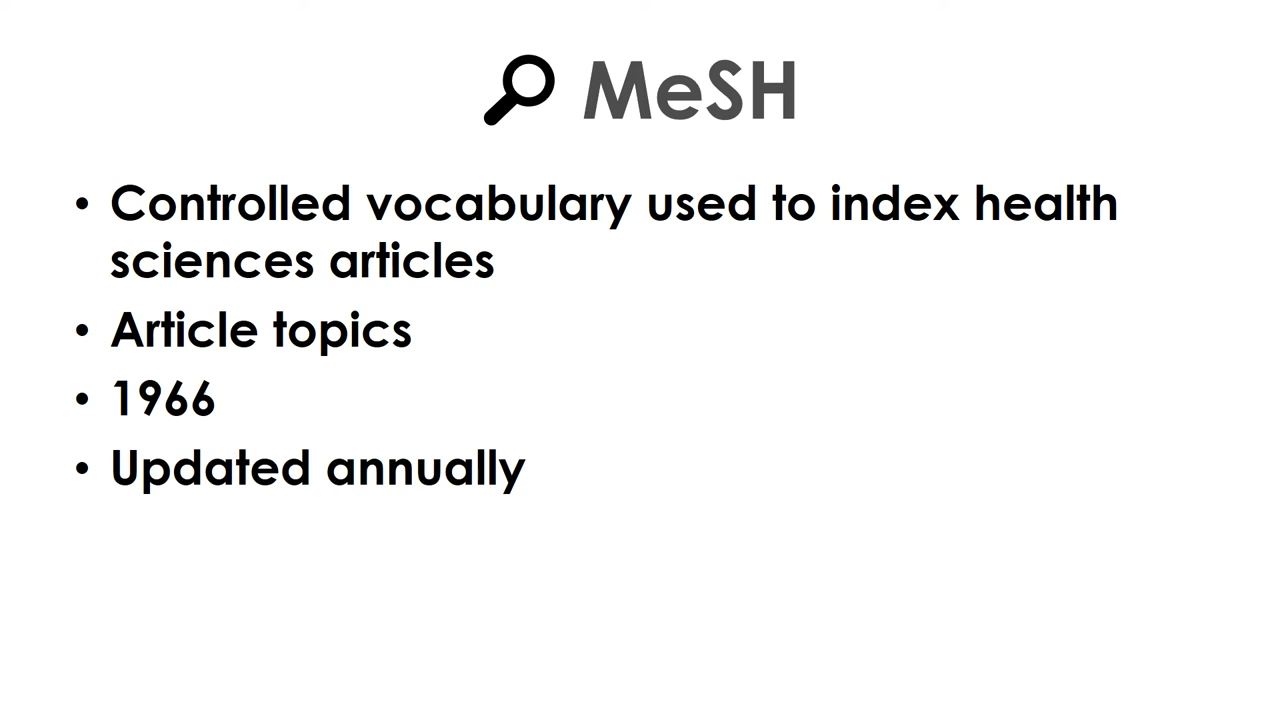 MeSH
• Controlled vocabulary used to index health
sciences articles
• Article topics
• 1966
• Updated annually